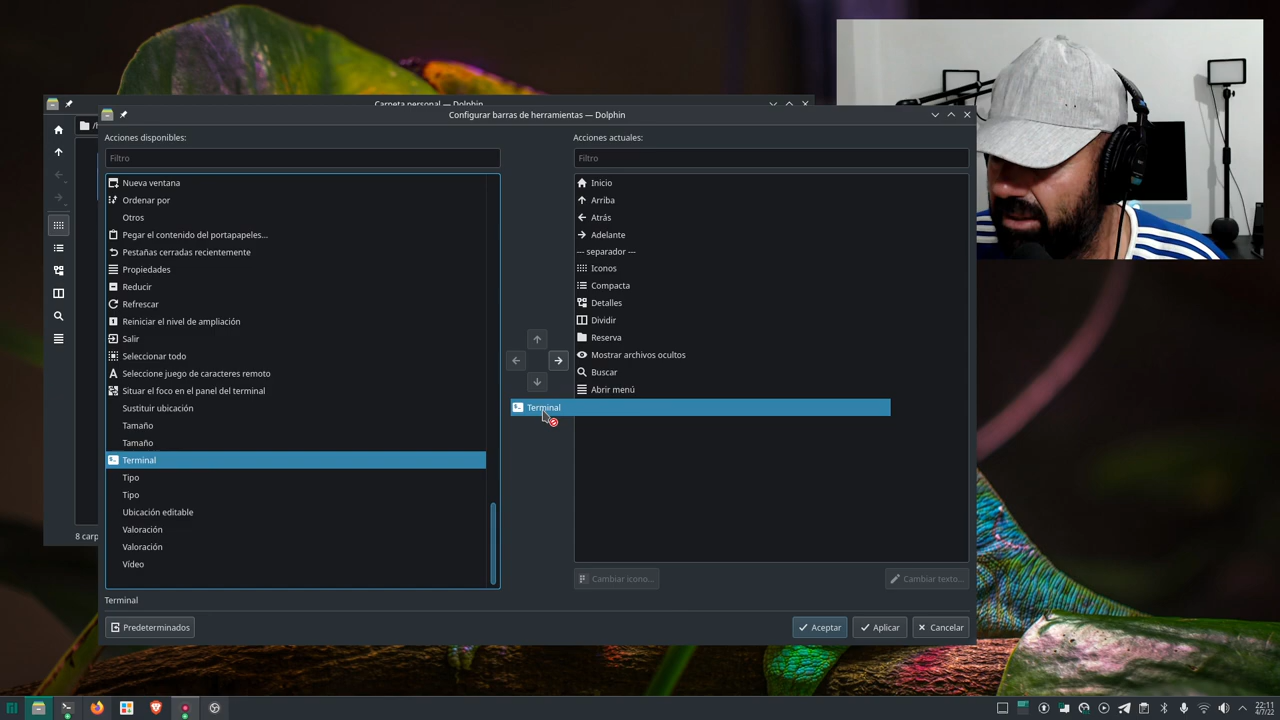 Carpeta personal — Dolphin
Configurar barras de herramientas — Dolphin
Acciones disponibles:
Filtro
Nueva ventana
Ordenar por
Otros
Pegar el contenido del portapapeles...
Pestañas cerradas recientemente
Propiedades
Reducir
Refrescar
Reiniciar el nivel de ampliación
Salir
Seleccionar todo
Seleccione juego de caracteres remoto
Situar el foco en el panel del terminal
Sustituir ubicación
Tamaño
Tamaño
Terminal
Tipo
Tipo
Ubicación editable
Valoración
Valoración
Vídeo
Acciones actuales:
Filtro
Inicio
Arriba
Atrás
Adelante
--- separador ---
Iconos
Compacta
Detalles
Dividir
Reserva
Mostrar archivos ocultos
Buscar
Abrir menú
Terminal
Cambiar icono...
Cambiar texto...
8 carp
Terminal
Predeterminados
Aceptar
Aplicar
Cancelar
22:11
4/7/22